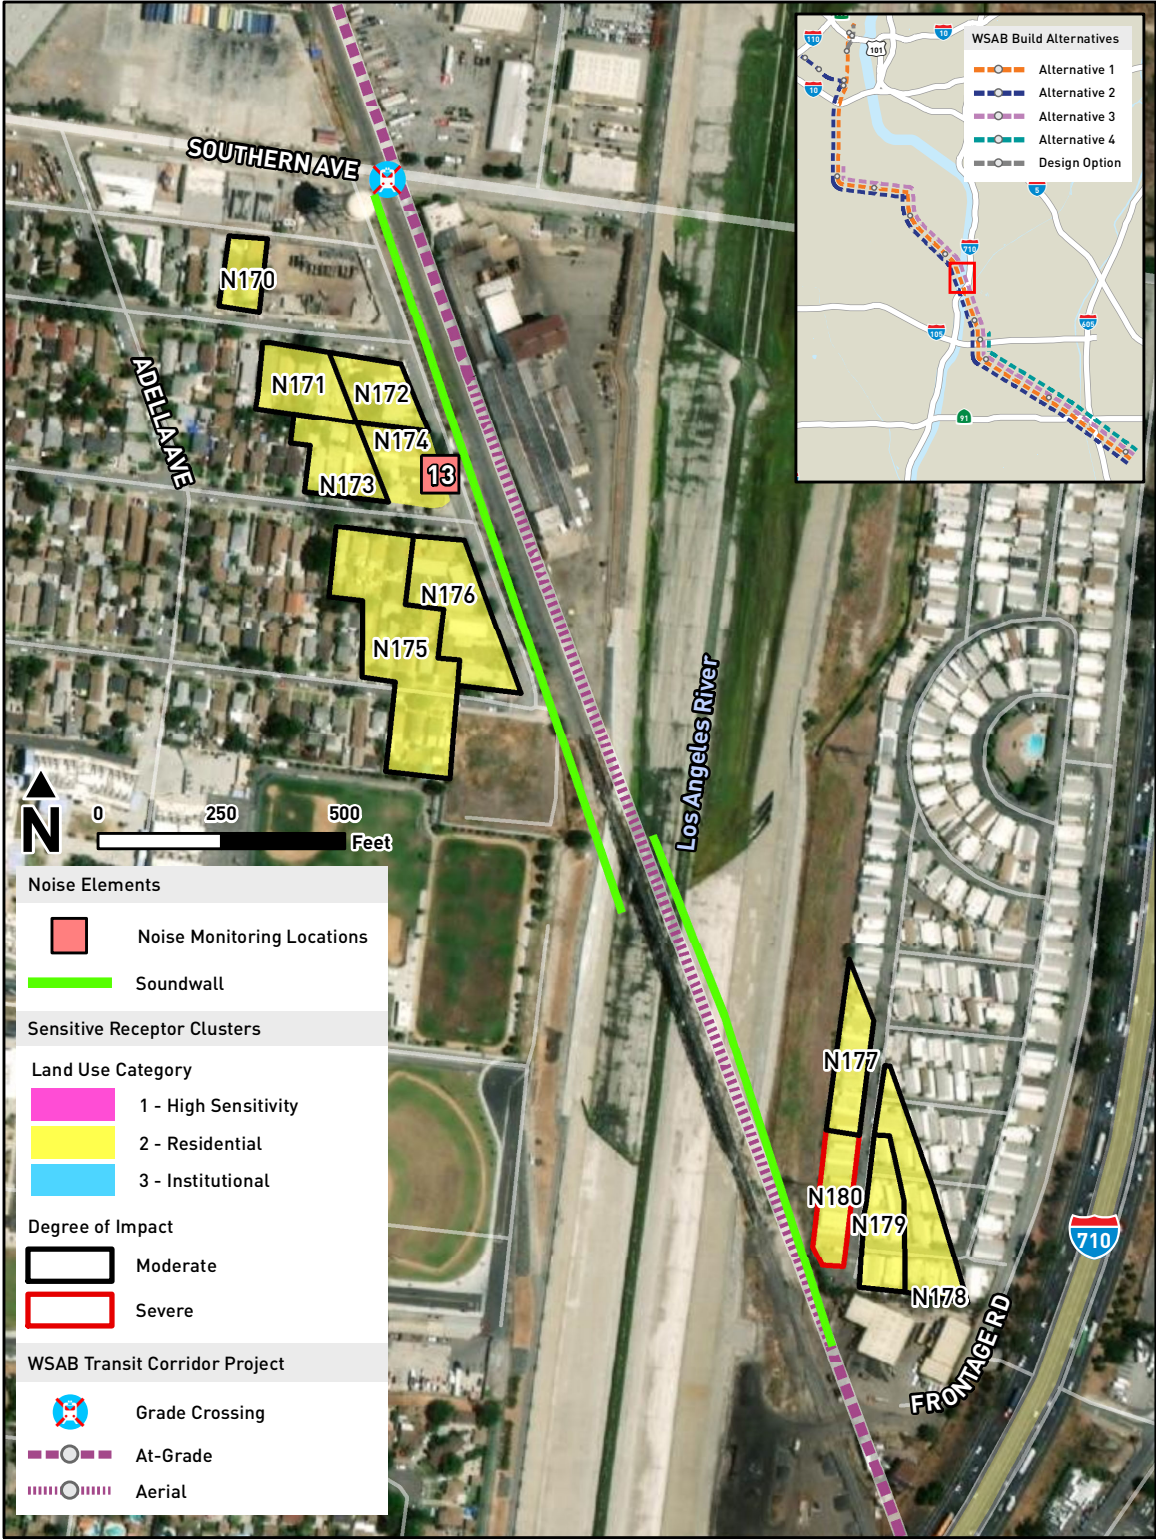 SOUTHERN AVE
N170
ADELLA AVE
N171
N172
N174
N173
13
N176
N175
Los Angeles River
N177
N180
N179
N178
FRONTAGE RD
710
N
0 250 500
Feet
Noise Elements
Noise Monitoring Locations
Soundwall
Sensitive Receptor Clusters
Land Use Category
1 - High Sensitivity
2 - Residential
3 - Institutional
Degree of Impact
Moderate
Severe
WSAB Transit Corridor Project
Grade Crossing
At-Grade
Aerial
WSAB Build Alternatives
Alternative 1
Alternative 2
Alternative 3
Alternative 4
Design Option
110
101
10
10
5
710
105
605
91